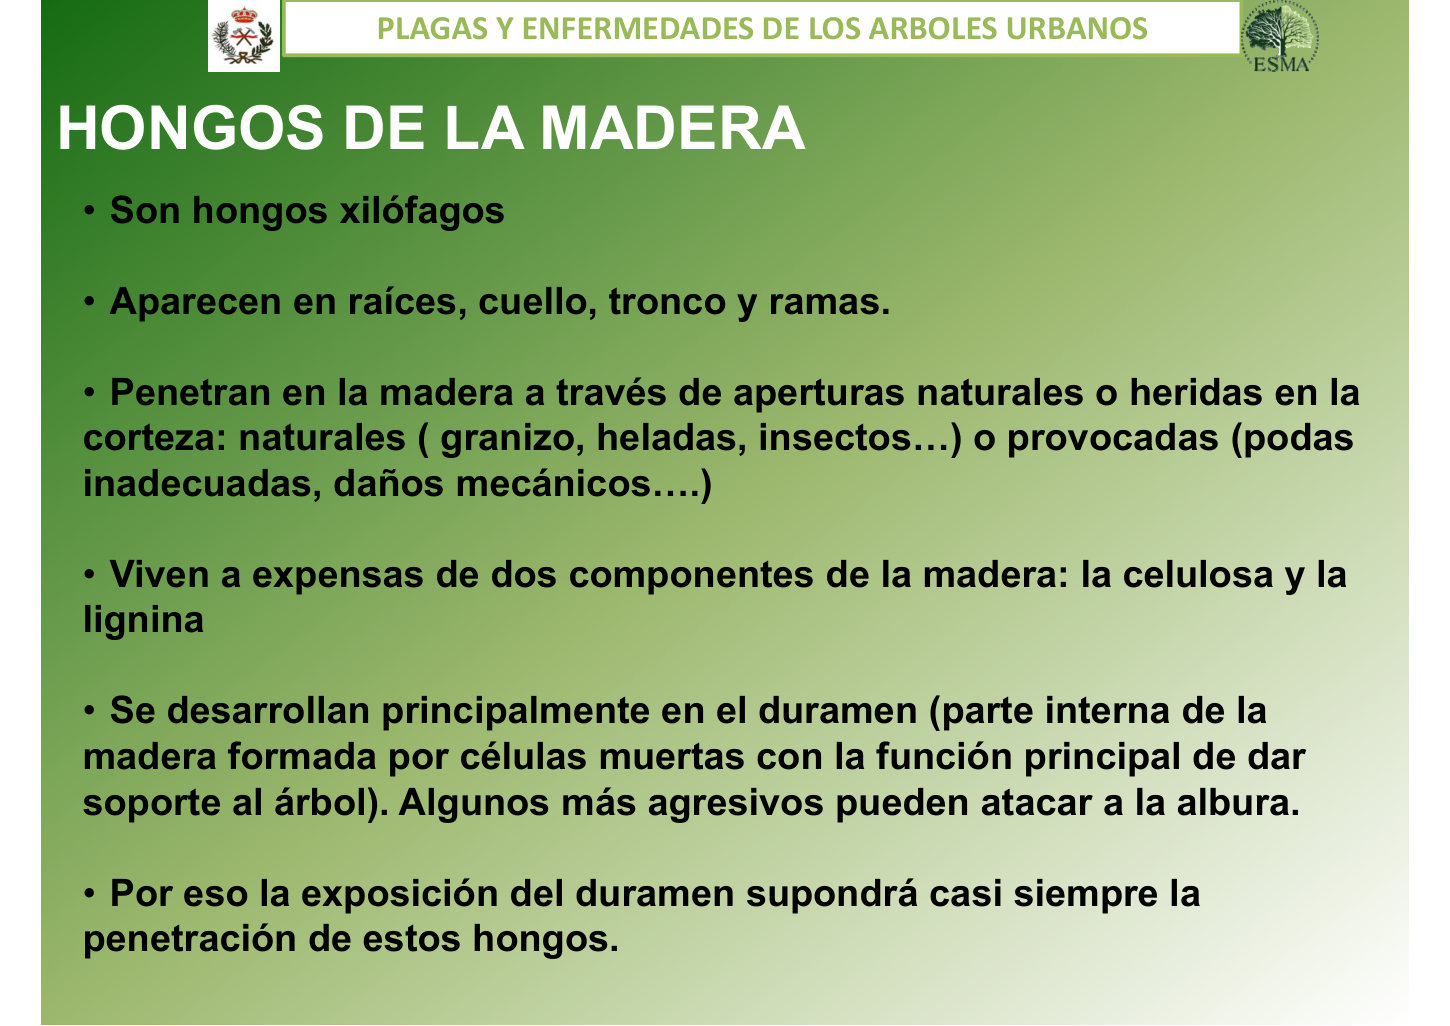 PLAGAS Y ENFERMEDADES DE LOS ARBOLES URBANOS
ESMA
HONGOS DE LA MADERA
• Son hongos xilófagos
• Aparecen en raíces, cuello, tronco y ramas.
• Penetran en la madera a través de aperturas naturales o heridas en la
corteza: naturales ( granizo, heladas, insectos…) o provocadas (podas
inadecuadas, daños mecánicos….)
• Viven a expensas de dos componentes de la madera: la celulosa y la
lignina
• Se desarrollan principalmente en el duramen (parte interna de la
madera formada por células muertas con la función principal de dar
soporte al árbol). Algunos más agresivos pueden atacar a la albura.
• Por eso la exposición del duramen supondrá casi siempre la
penetración de estos hongos.